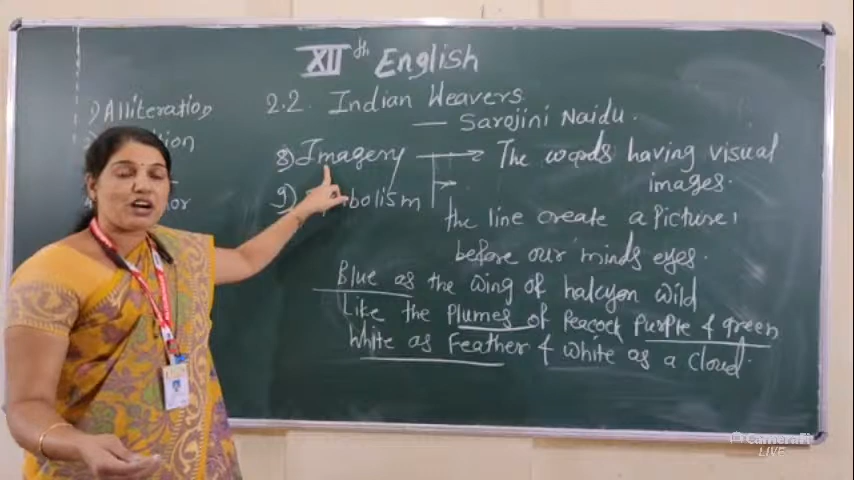 XIIth English
2.2. Indian Weavers
— Sarojini Naidu.
1) Alliteration
8) Imagery → The words having visual
images.
9)
the line create a Picture,
before our minds eyes.
Blue as the wing of halcyon wild
Like the Plumes of Peacock Purple & green
White as Feather & white as a cloud.
CameraFi
LIVE